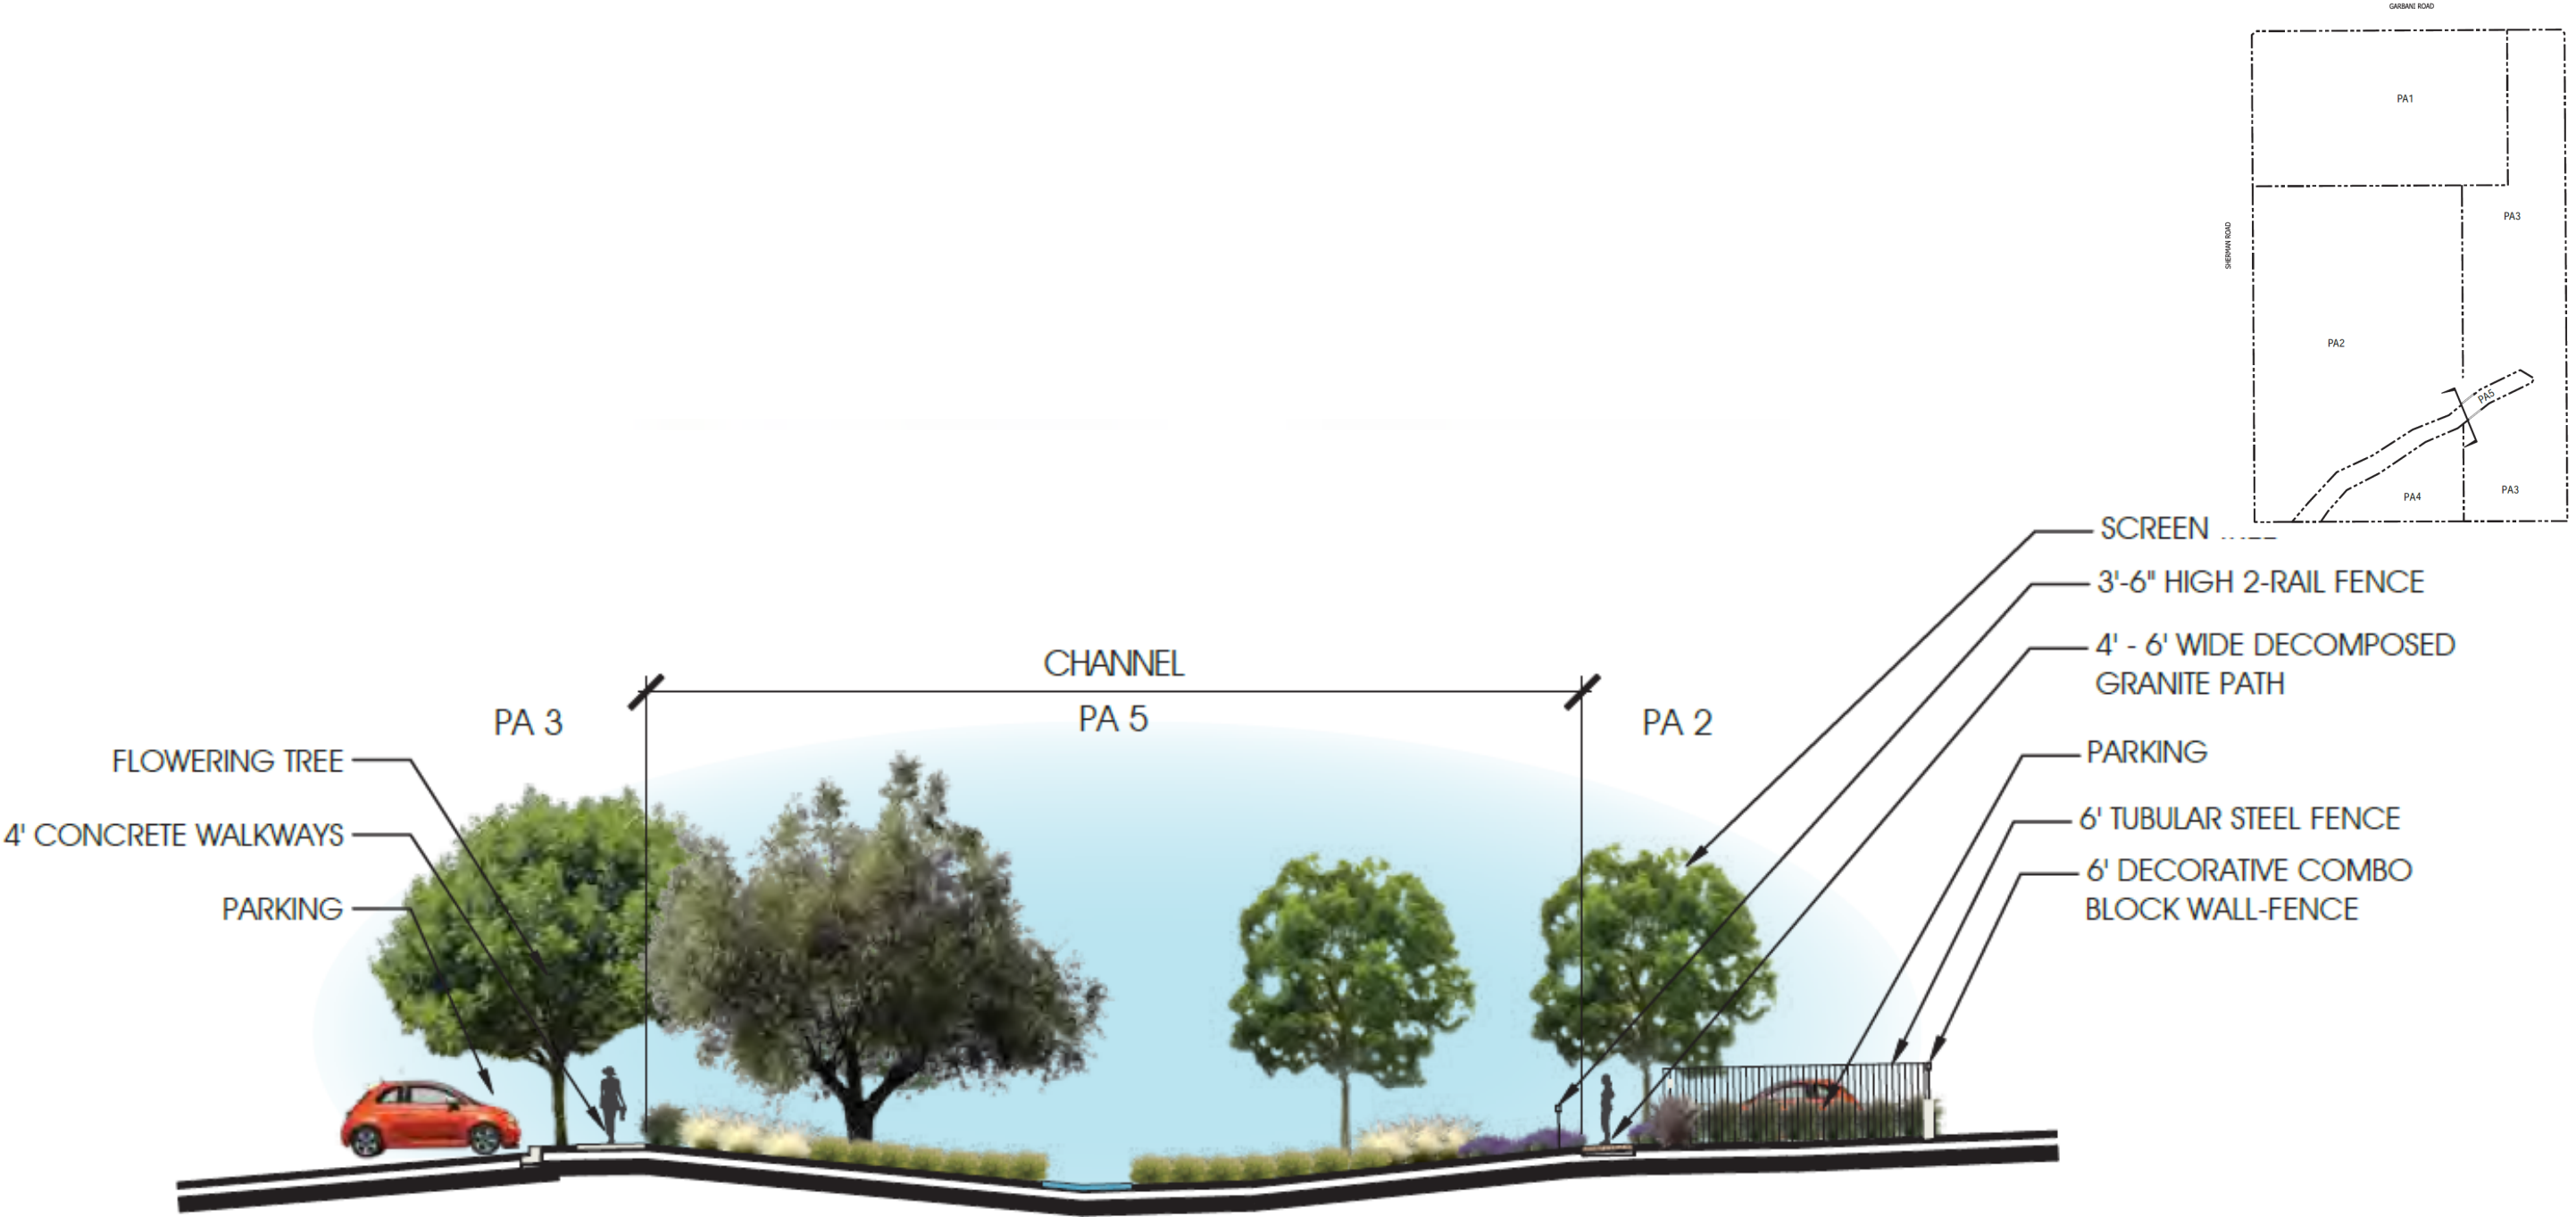 GARBANI ROAD
PA1
PA3
SHERMAN ROAD
PA2
PA5
PA4
PA3
SCREEN
3'-6" HIGH 2-RAIL FENCE
4' - 6' WIDE DECOMPOSED
GRANITE PATH
CHANNEL
PA 3
PA 5
PA 2
PARKING
FLOWERING TREE
6' TUBULAR STEEL FENCE
4' CONCRETE WALKWAYS
6' DECORATIVE COMBO
BLOCK WALL-FENCE
PARKING